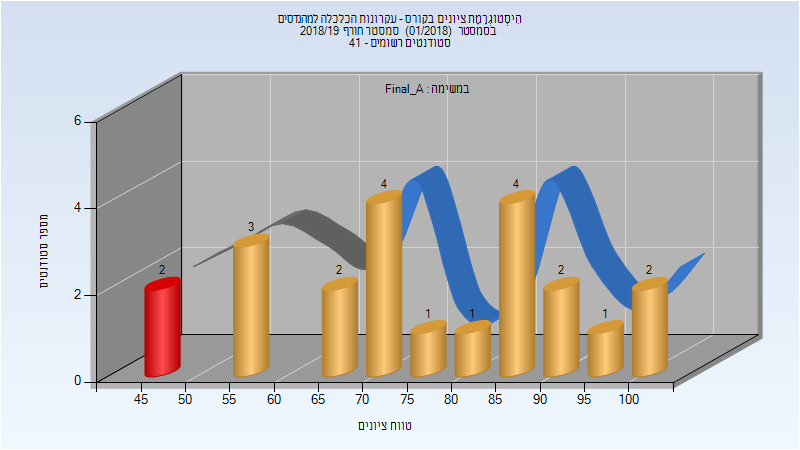 היסטוגרמת ציונים בקורס - עקרונות הכלכלה למהנדסים
בסמסטר (01/2018) סמסטר חורף 2018/19
סטודנטים רשומים - 41
במשימה : Final_A
מספר סטודנטים
6
4
2
0
2
3
2
4
1
1
4
2
1
2
45 50 55 60 65 70 75 80 85 90 95 100
טווח ציונים